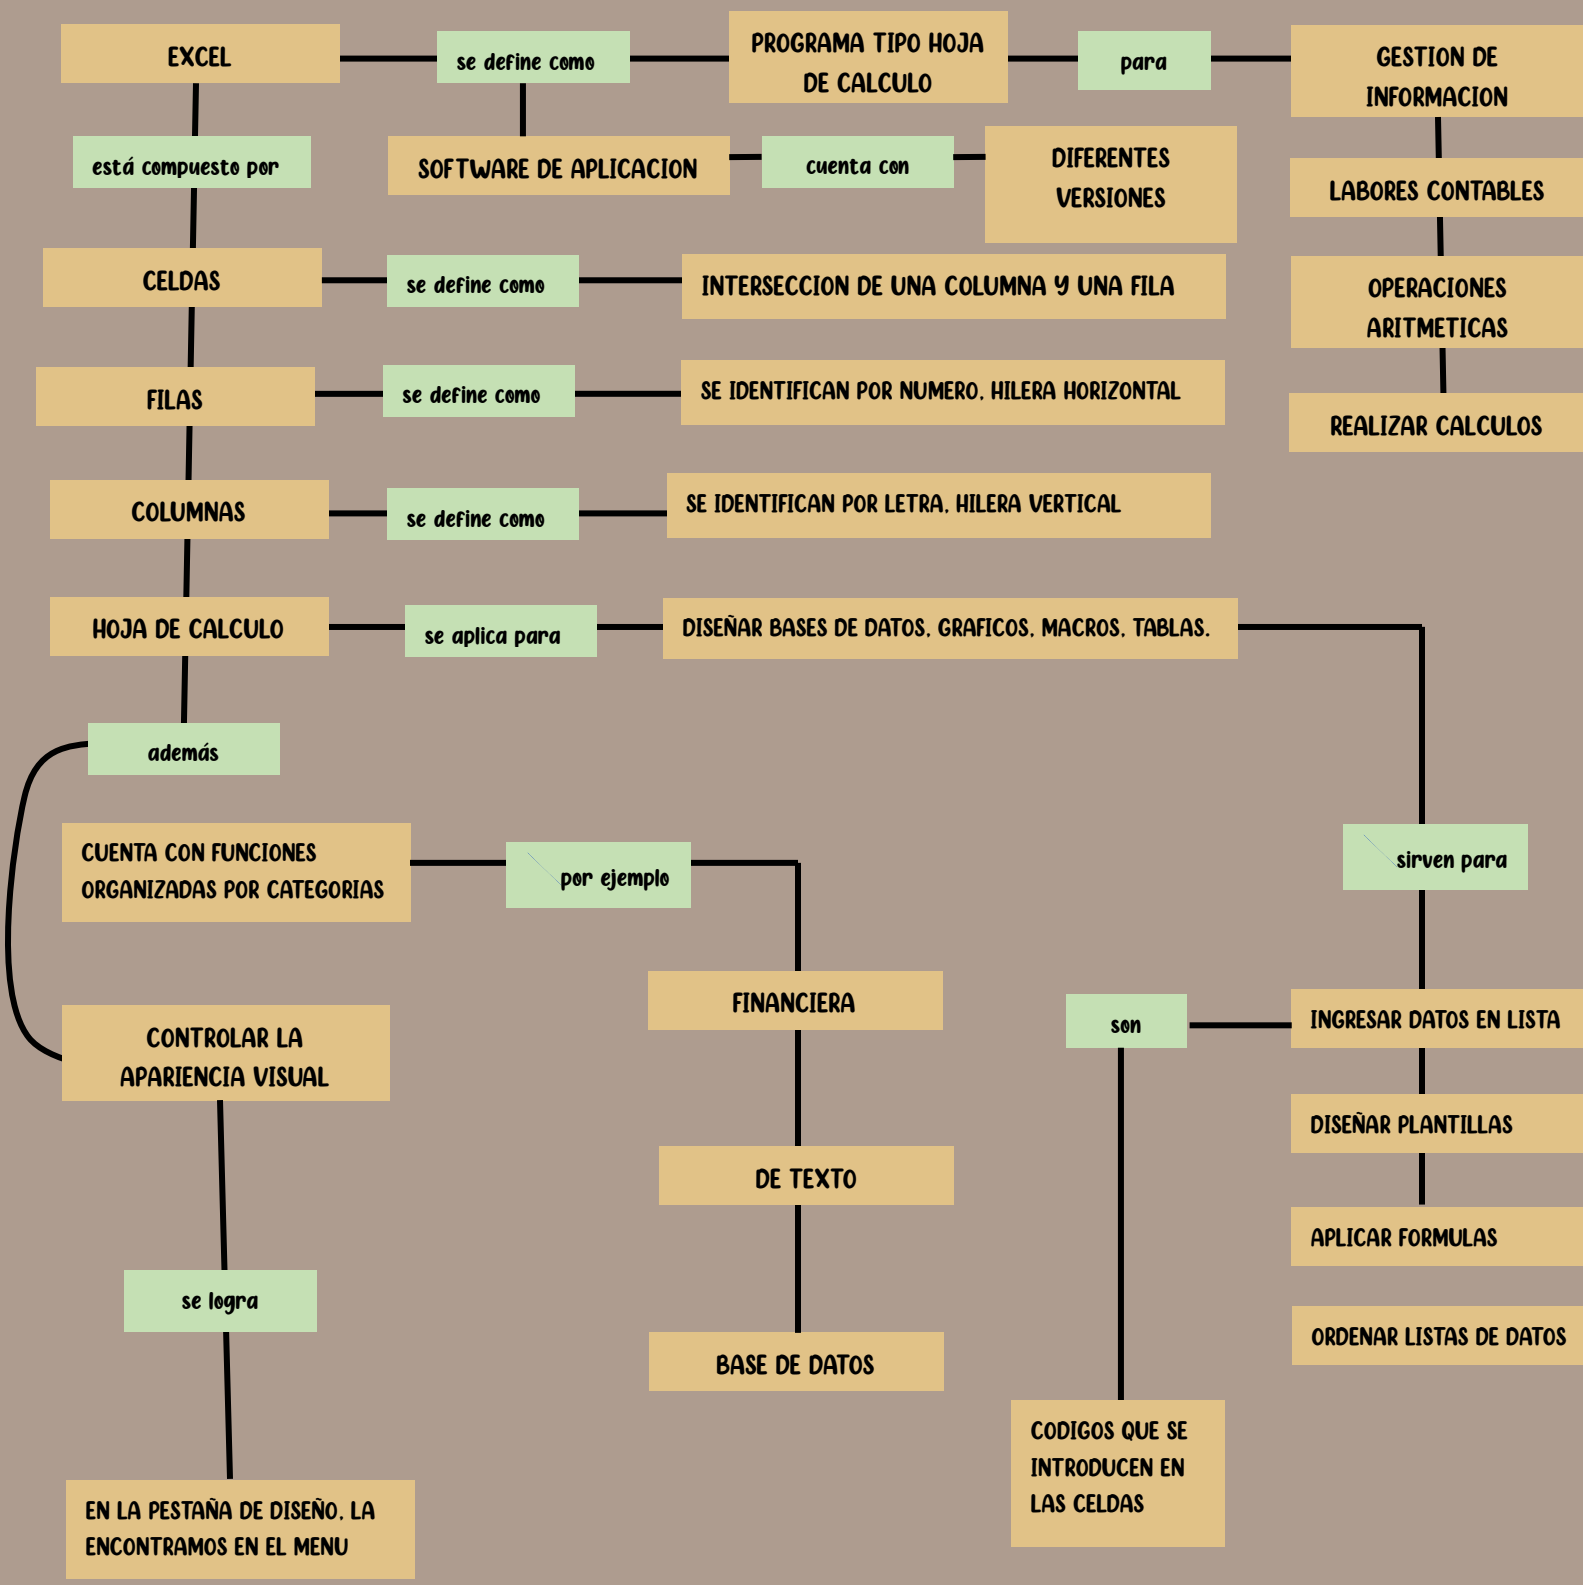 EXCEL
se define como
PROGRAMA TIPO HOJA
DE CALCULO
para
GESTION DE
INFORMACION
está compuesto por
SOFTWARE DE APLICACION
cuenta con
DIFERENTES
VERSIONES
LABORES CONTABLES
CELDAS
se define como
INTERSECCION DE UNA COLUMNA Y UNA FILA
OPERACIONES
ARITMETICAS
FILAS
se define como
SE IDENTIFICAN POR NUMERO, HILERA HORIZONTAL
REALIZAR CALCULOS
COLUMNAS
se define como
SE IDENTIFICAN POR LETRA, HILERA VERTICAL
HOJA DE CALCULO
se aplica para
DISEÑAR BASES DE DATOS, GRAFICOS, MACROS, TABLAS.
además
CUENTA CON FUNCIONES
ORGANIZADAS POR CATEGORIAS
por ejemplo
sirven para
FINANCIERA
son
INGRESAR DATOS EN LISTA
CONTROLAR LA
APARIENCIA VISUAL
DISEÑAR PLANTILLAS
DE TEXTO
APLICAR FORMULAS
se logra
ORDENAR LISTAS DE DATOS
BASE DE DATOS
CODIGOS QUE SE
INTRODUCEN EN
LAS CELDAS
EN LA PESTAÑA DE DISEÑO, LA
ENCONTRAMOS EN EL MENU